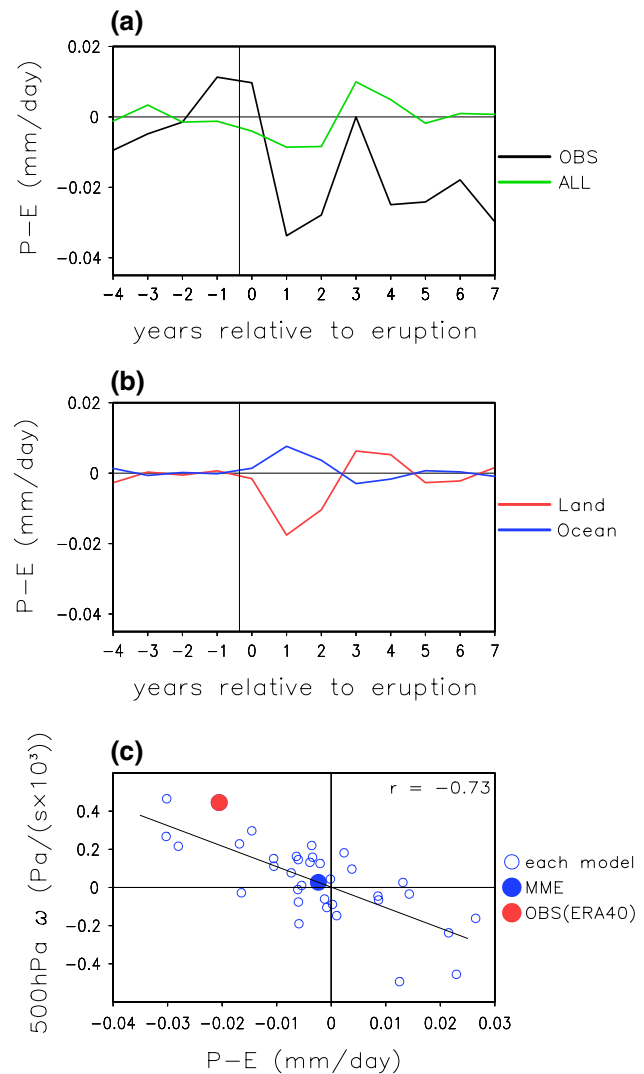 (a)
P-E (mm/day)
0.02
0
-0.02
-0.04
-4 -3 -2 -1 0 1 2 3 4 5 6 7
years relative to eruption
OBS
ALL
(b)
P-E (mm/day)
0.02
0
-0.02
-0.04
-4 -3 -2 -1 0 1 2 3 4 5 6 7
years relative to eruption
Land
Ocean
(c)
500hPa ω (Pa/(s×10³))
r = -0.73
0.4
0.2
0
-0.2
-0.4
-0.04 -0.03 -0.02 -0.01 0 0.01 0.02 0.03
P-E (mm/day)
each model
MME
OBS(ERA40)